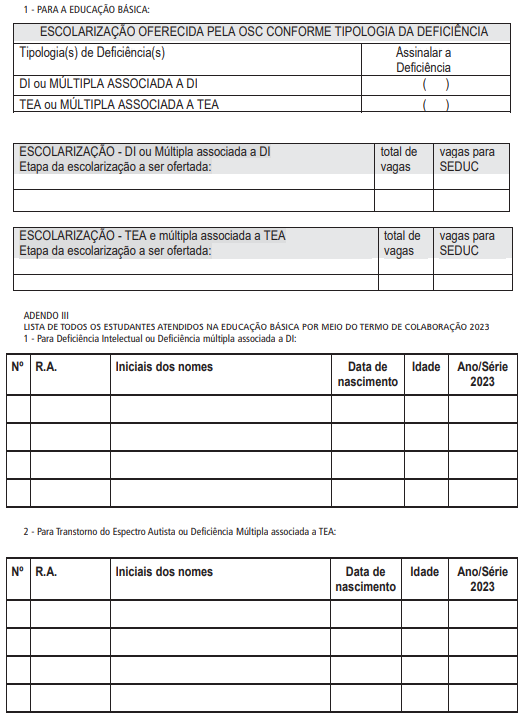 1 - PARA A EDUCAÇÃO BÁSICA:
ESCOLARIZAÇÃO OFERECIDA PELA OSC CONFORME TIPOLOGIA DA DEFICIÊNCIA
Tipologia(s) de Deficiência(s) Assinalar a
Deficiência
DI ou MÚLTIPLA ASSOCIADA A DI ( )
TEA ou MÚLTIPLA ASSOCIADA A TEA ( )
ESCOLARIZAÇÃO - DI ou Múltipla associada a DI total de vagas para
Etapa da escolarização a ser ofertada: vagas SEDUC
ESCOLARIZAÇÃO - TEA e múltipla associada a TEA total de vagas para
Etapa da escolarização a ser ofertada: vagas SEDUC
ADENDO III
LISTA DE TODOS OS ESTUDANTES ATENDIDOS NA EDUCAÇÃO BÁSICA POR MEIO DO TERMO DE COLABORAÇÃO 2023
1 - Para Deficiência Intelectual ou Deficiência múltipla associada a DI:
Nº R.A. Iniciais dos nomes Data de Idade Ano/Série
nascimento 2023
2 - Para Transtorno do Espectro Autista ou Deficiência Múltipla associada a TEA:
Nº R.A. Iniciais dos nomes Data de Idade Ano/Série
nascimento 2023